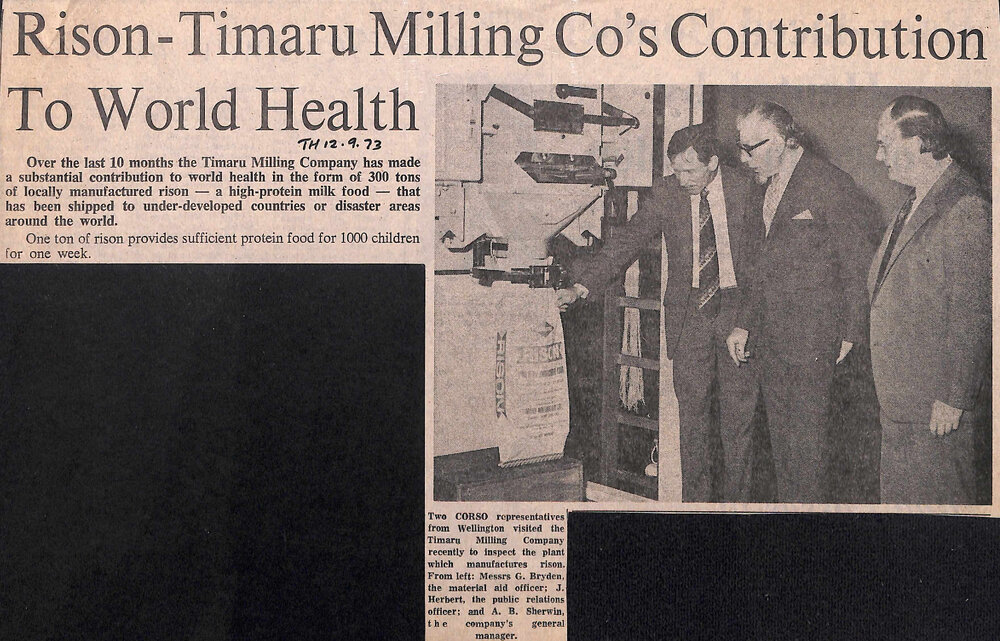 Rison-Timaru Milling Co's Contribution
To World Health
TH 12.9.73
Over the last 10 months the Timaru Milling Company has made
a substantial contribution to world health in the form of 300 tons
of locally manufactured rison — a high-protein milk food — that
has been shipped to under-developed countries or disaster areas
around the world.
One ton of rison provides sufficient protein food for 1000 children
for one week.
RISON
RISON
Two CORSO representatives
from Wellington visited the
Timaru Milling Company
recently to inspect the plant
which manufactures rison.
From left: Messrs G. Bryden,
the material aid officer; J.
Herbert, the public relations
officer; and A. B. Sherwin,
the company's general
manager.